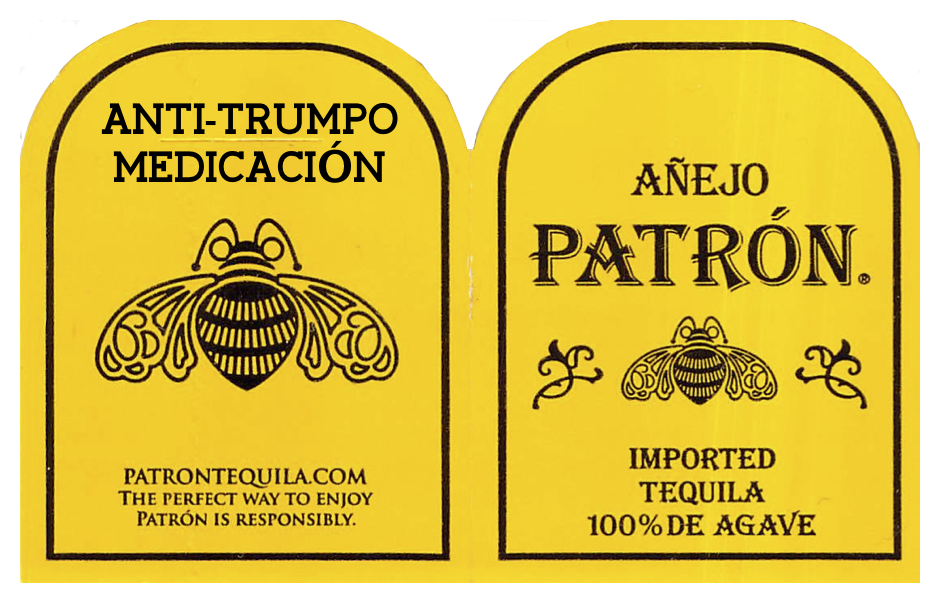 ANTI-TRUMPO
MEDICACIÓN
PATRONTEQUILA.COM
THE PERFECT WAY TO ENJOY
PATRÓN IS RESPONSIBLY.
AÑEJO
PATRÓN.®
IMPORTED
TEQUILA
100% DE AGAVE